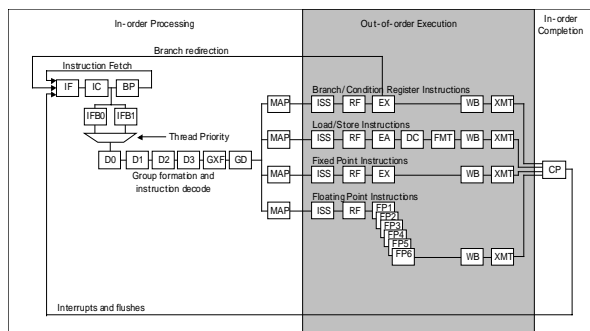 In-order Processing
Out-of-order Execution
In-order
Completion
Branch redirection
Instruction Fetch
IF IC BP
IFB0 IFB1
Thread Priority
D0 D1 D2 D3 GXF GD
Group formation and
instruction decode
Branch/Condition Register Instructions
MAP ISS RF EX WB XMT
Load/Store Instructions
MAP ISS RF EA DC FMT WB XMT
Fixed Point Instructions
MAP ISS RF EX WB XMT
CP
Floating Point Instructions
MAP ISS RF FP1
FP2
FP3
FP4
FP5
FP6 WB XMT
Interrupts and flushes